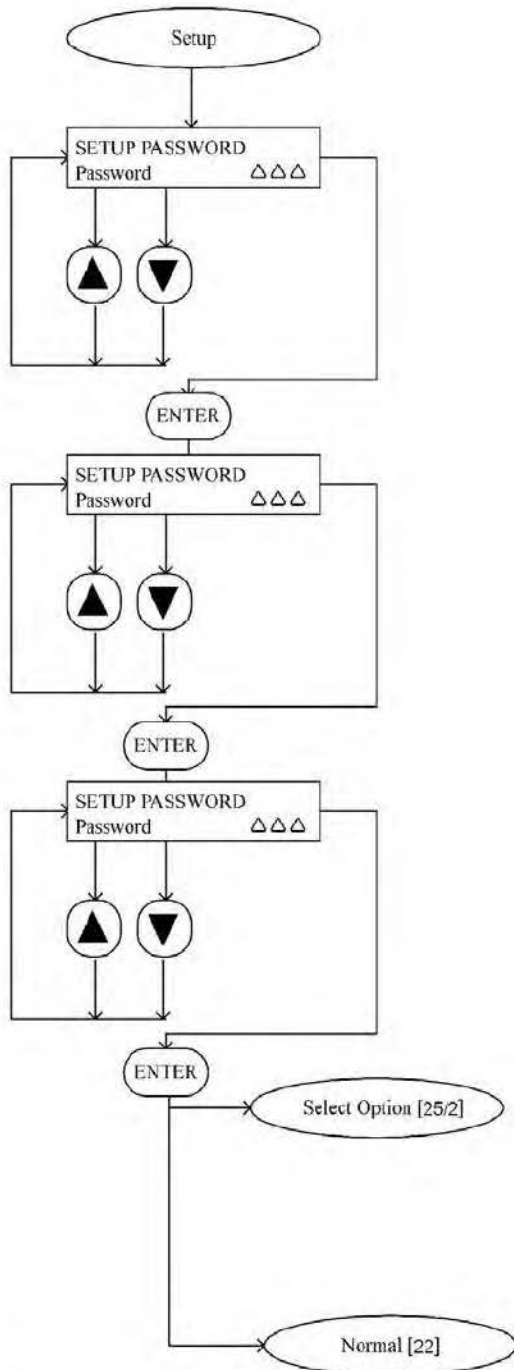 Setup
SETUP PASSWORD
Password △ △ △
ENTER
SETUP PASSWORD
Password △ △ △
ENTER
SETUP PASSWORD
Password △ △ △
ENTER
Select Option [25/2]
Normal [22]